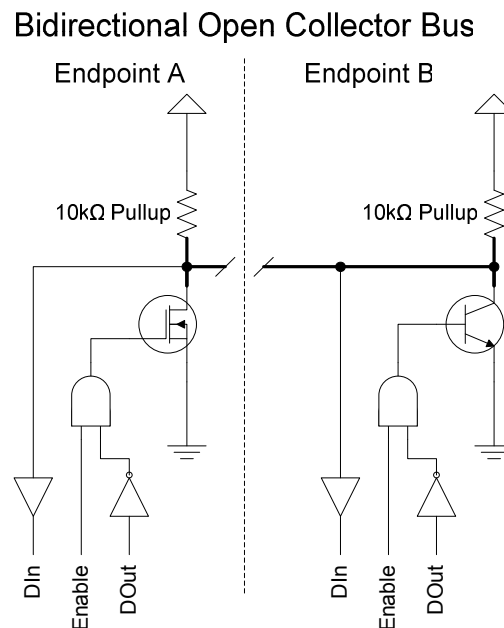 Bidirectional Open Collector Bus
Endpoint A
Endpoint B
10kΩ Pullup
10kΩ Pullup
DIn
Enable
DOut
DIn
Enable
DOut